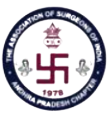 THE ASSOCIATION OF SURGEONS OF INDIA
1978
ANDHRA PRADESH CHAPTER